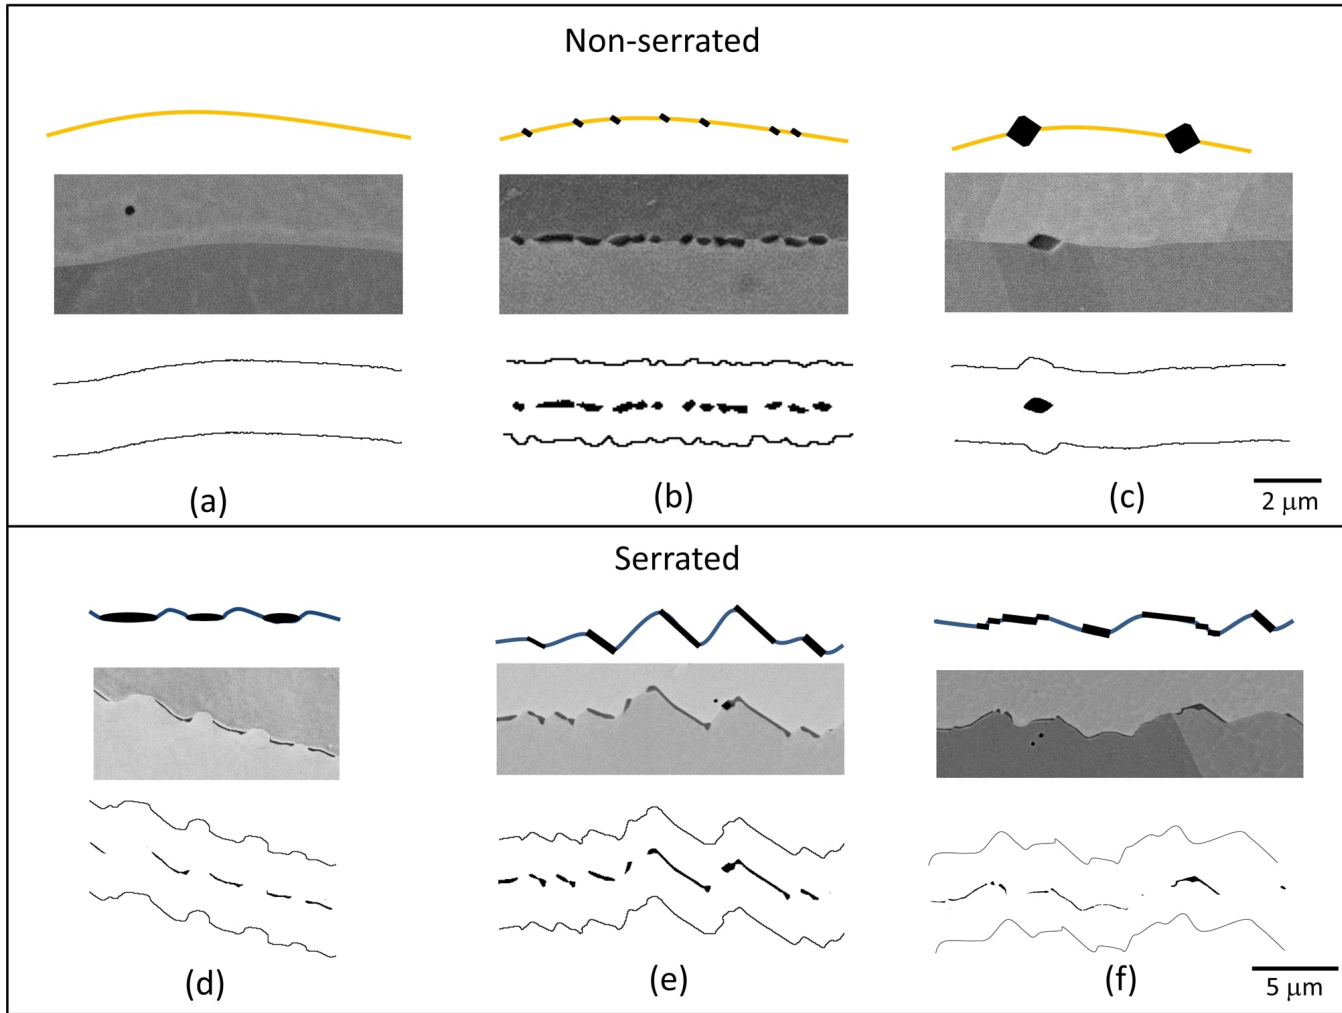 Non-serrated
(a)
(b)
(c)
2 μm
Serrated
(d)
(e)
(f)
5 μm